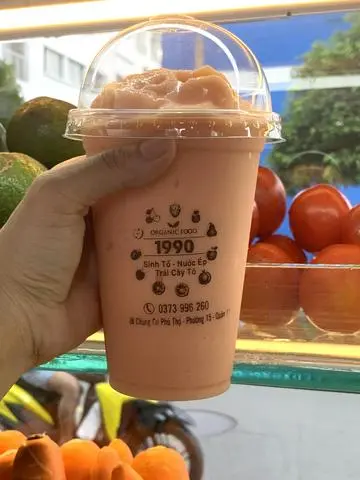 ORGANIC FOOD
1990
Sinh Tố - Nước Ép
Trái Cây Tô
0373 996 260
Chung Cư Phú Thọ - Phường 15 - Quận 11